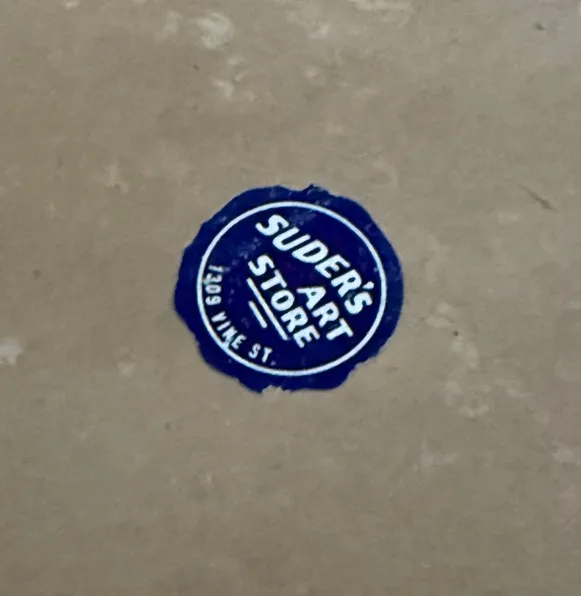 SUDER'S
ART
STORE
1309 VINE ST.